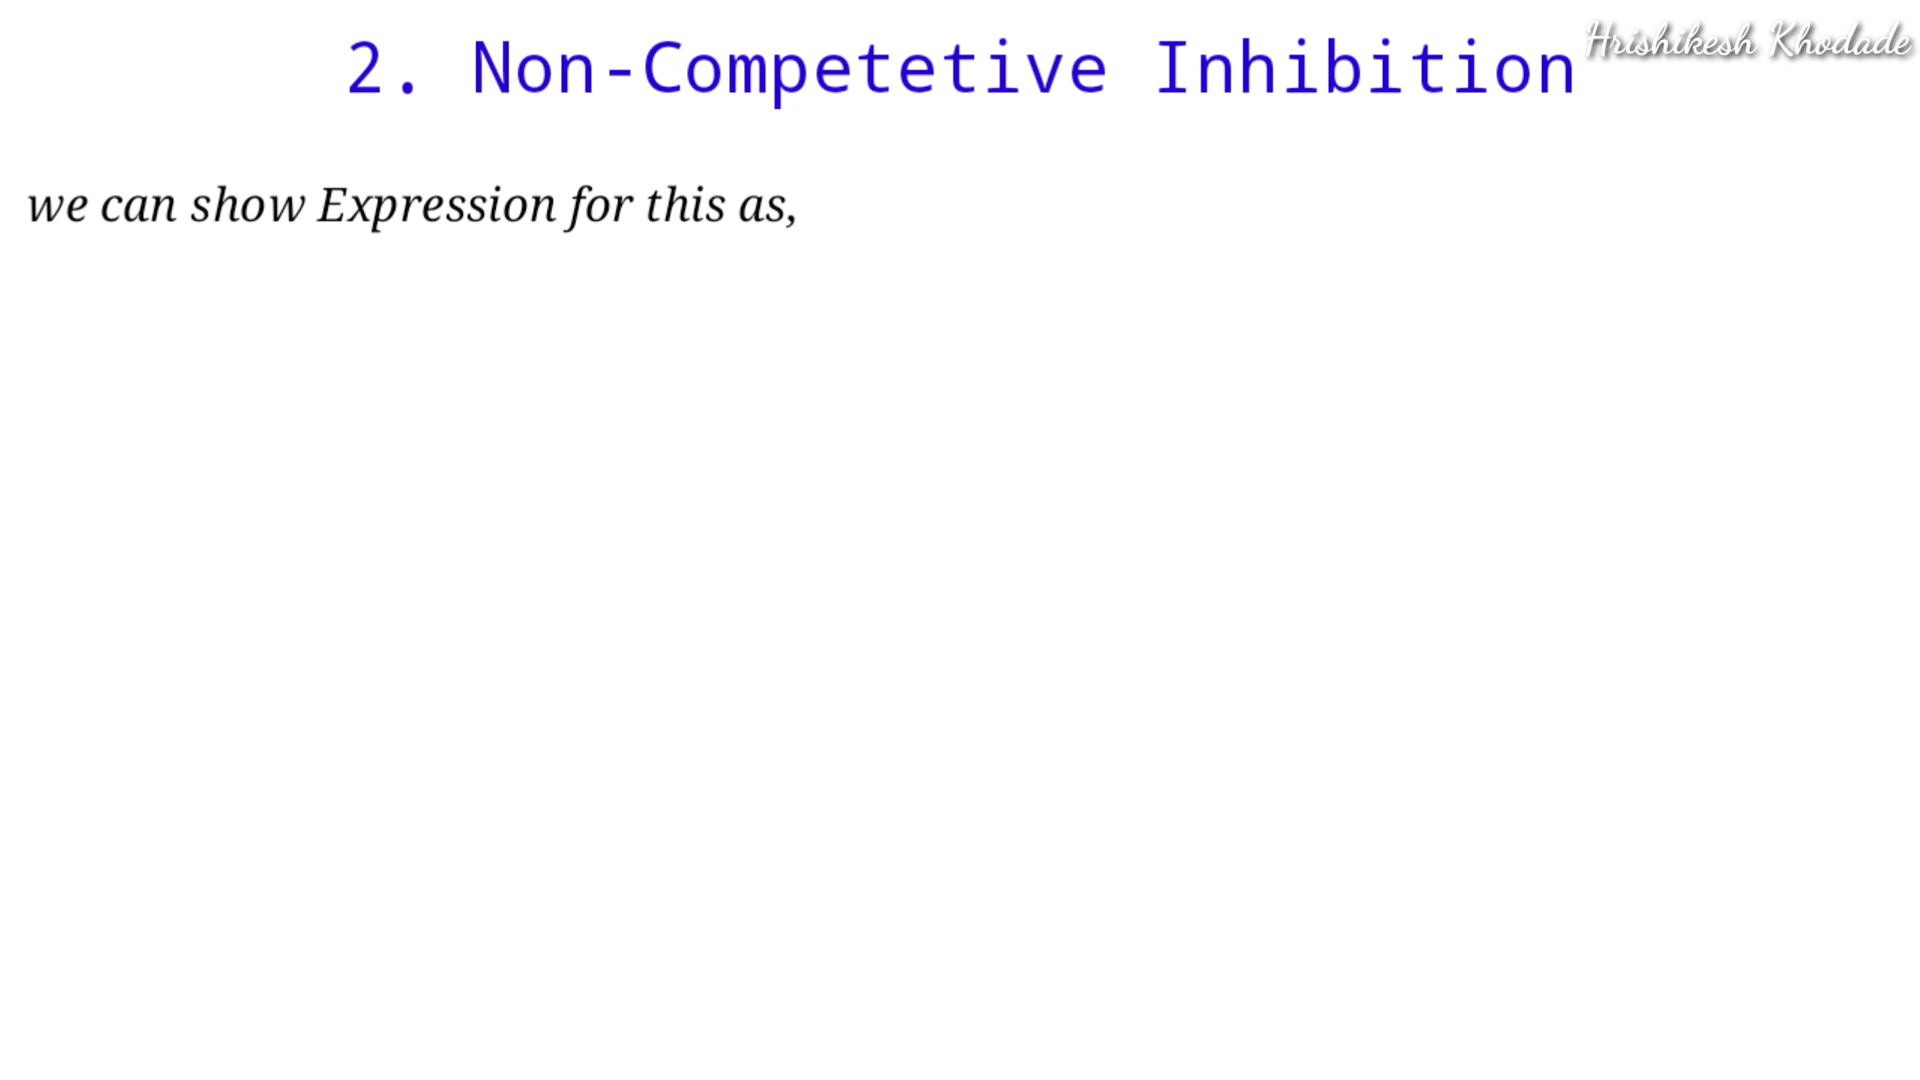 2. Non-Competetive Inhibition
Hrishikesh Khodade
we can show Expression for this as,